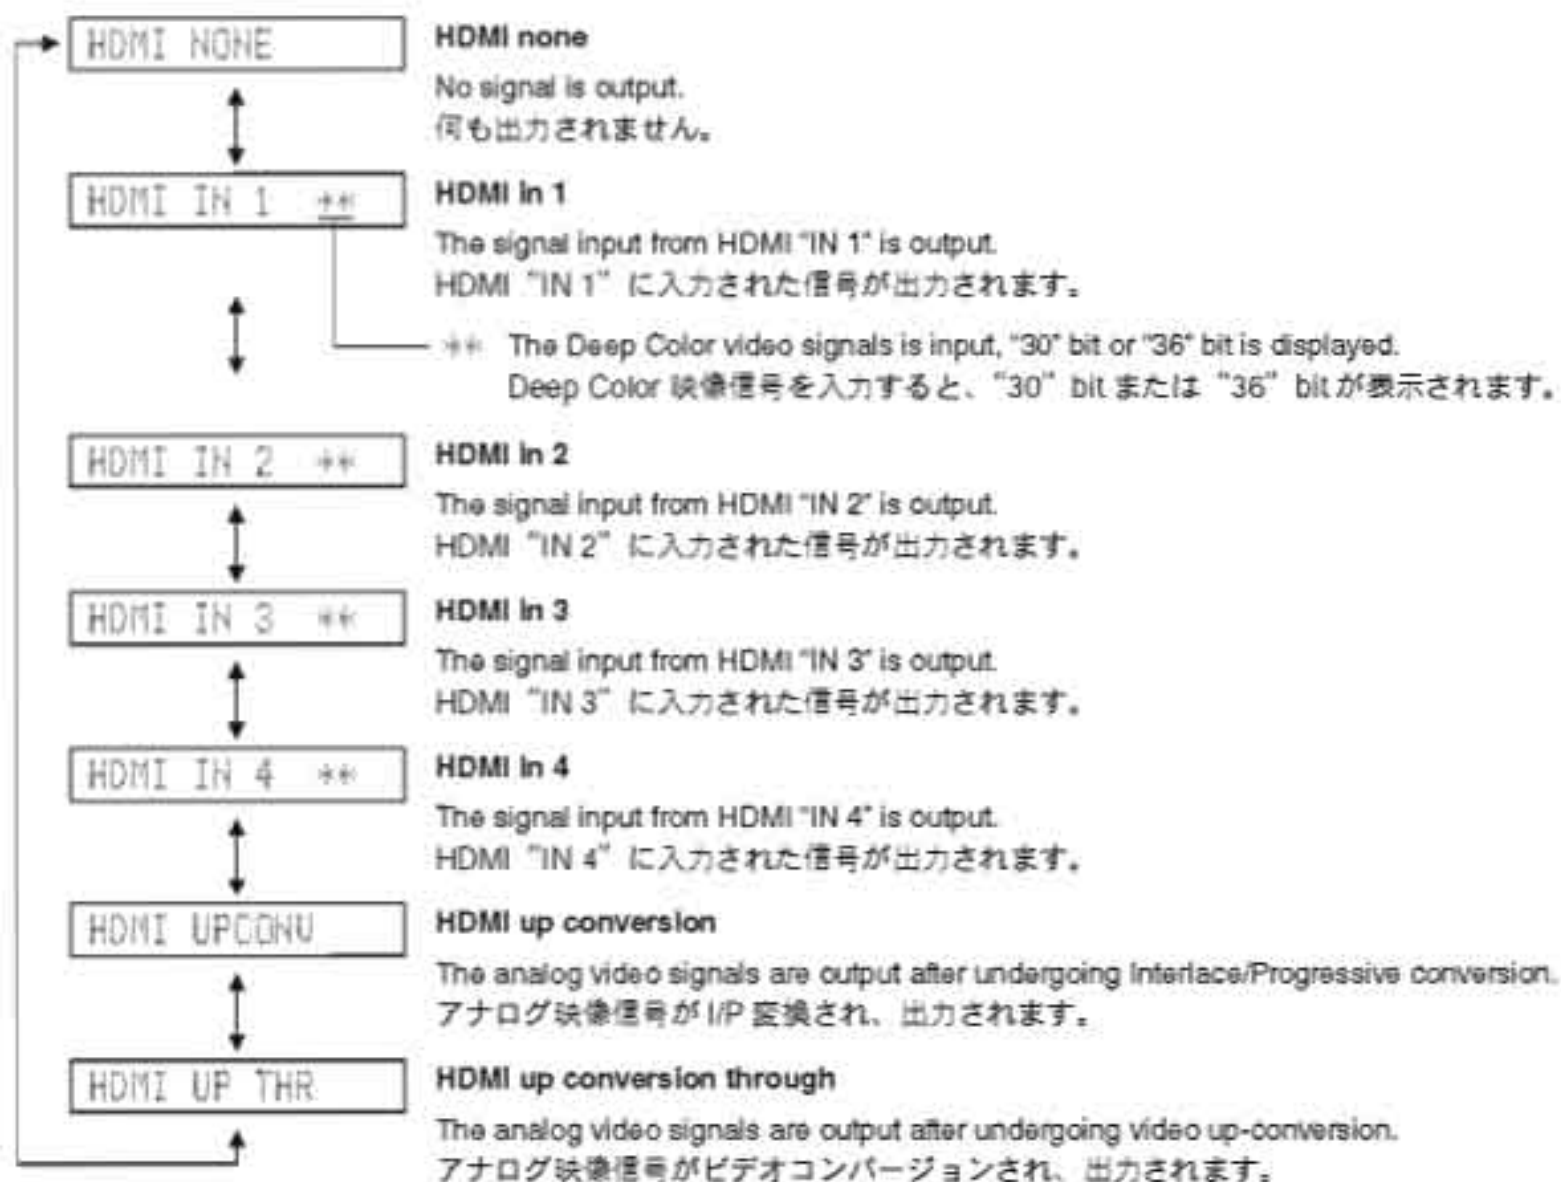 HDMI NONE
HDMI none
No signal is output.
何も出力されません。
HDMI IN 1 **
HDMI in 1
The signal input from HDMI "IN 1" is output.
HDMI "IN 1" に入力された信号が出力されます。
** The Deep Color video signals is input, "30" bit or "36" bit is displayed.
Deep Color 映像信号を入力すると、"30" bit または "36" bit が表示されます。
HDMI IN 2 **
HDMI in 2
The signal input from HDMI "IN 2" is output.
HDMI "IN 2" に入力された信号が出力されます。
HDMI IN 3 **
HDMI in 3
The signal input from HDMI "IN 3" is output.
HDMI "IN 3" に入力された信号が出力されます。
HDMI IN 4 **
HDMI in 4
The signal input from HDMI "IN 4" is output.
HDMI "IN 4" に入力された信号が出力されます。
HDMI UPCONV
HDMI up conversion
The analog video signals are output after undergoing Interlace/Progressive conversion.
アナログ映像信号が I/P 変換され、出力されます。
HDMI UP THR
HDMI up conversion through
The analog video signals are output after undergoing video up-conversion.
アナログ映像信号がビデオコンバージョンされ、出力されます。